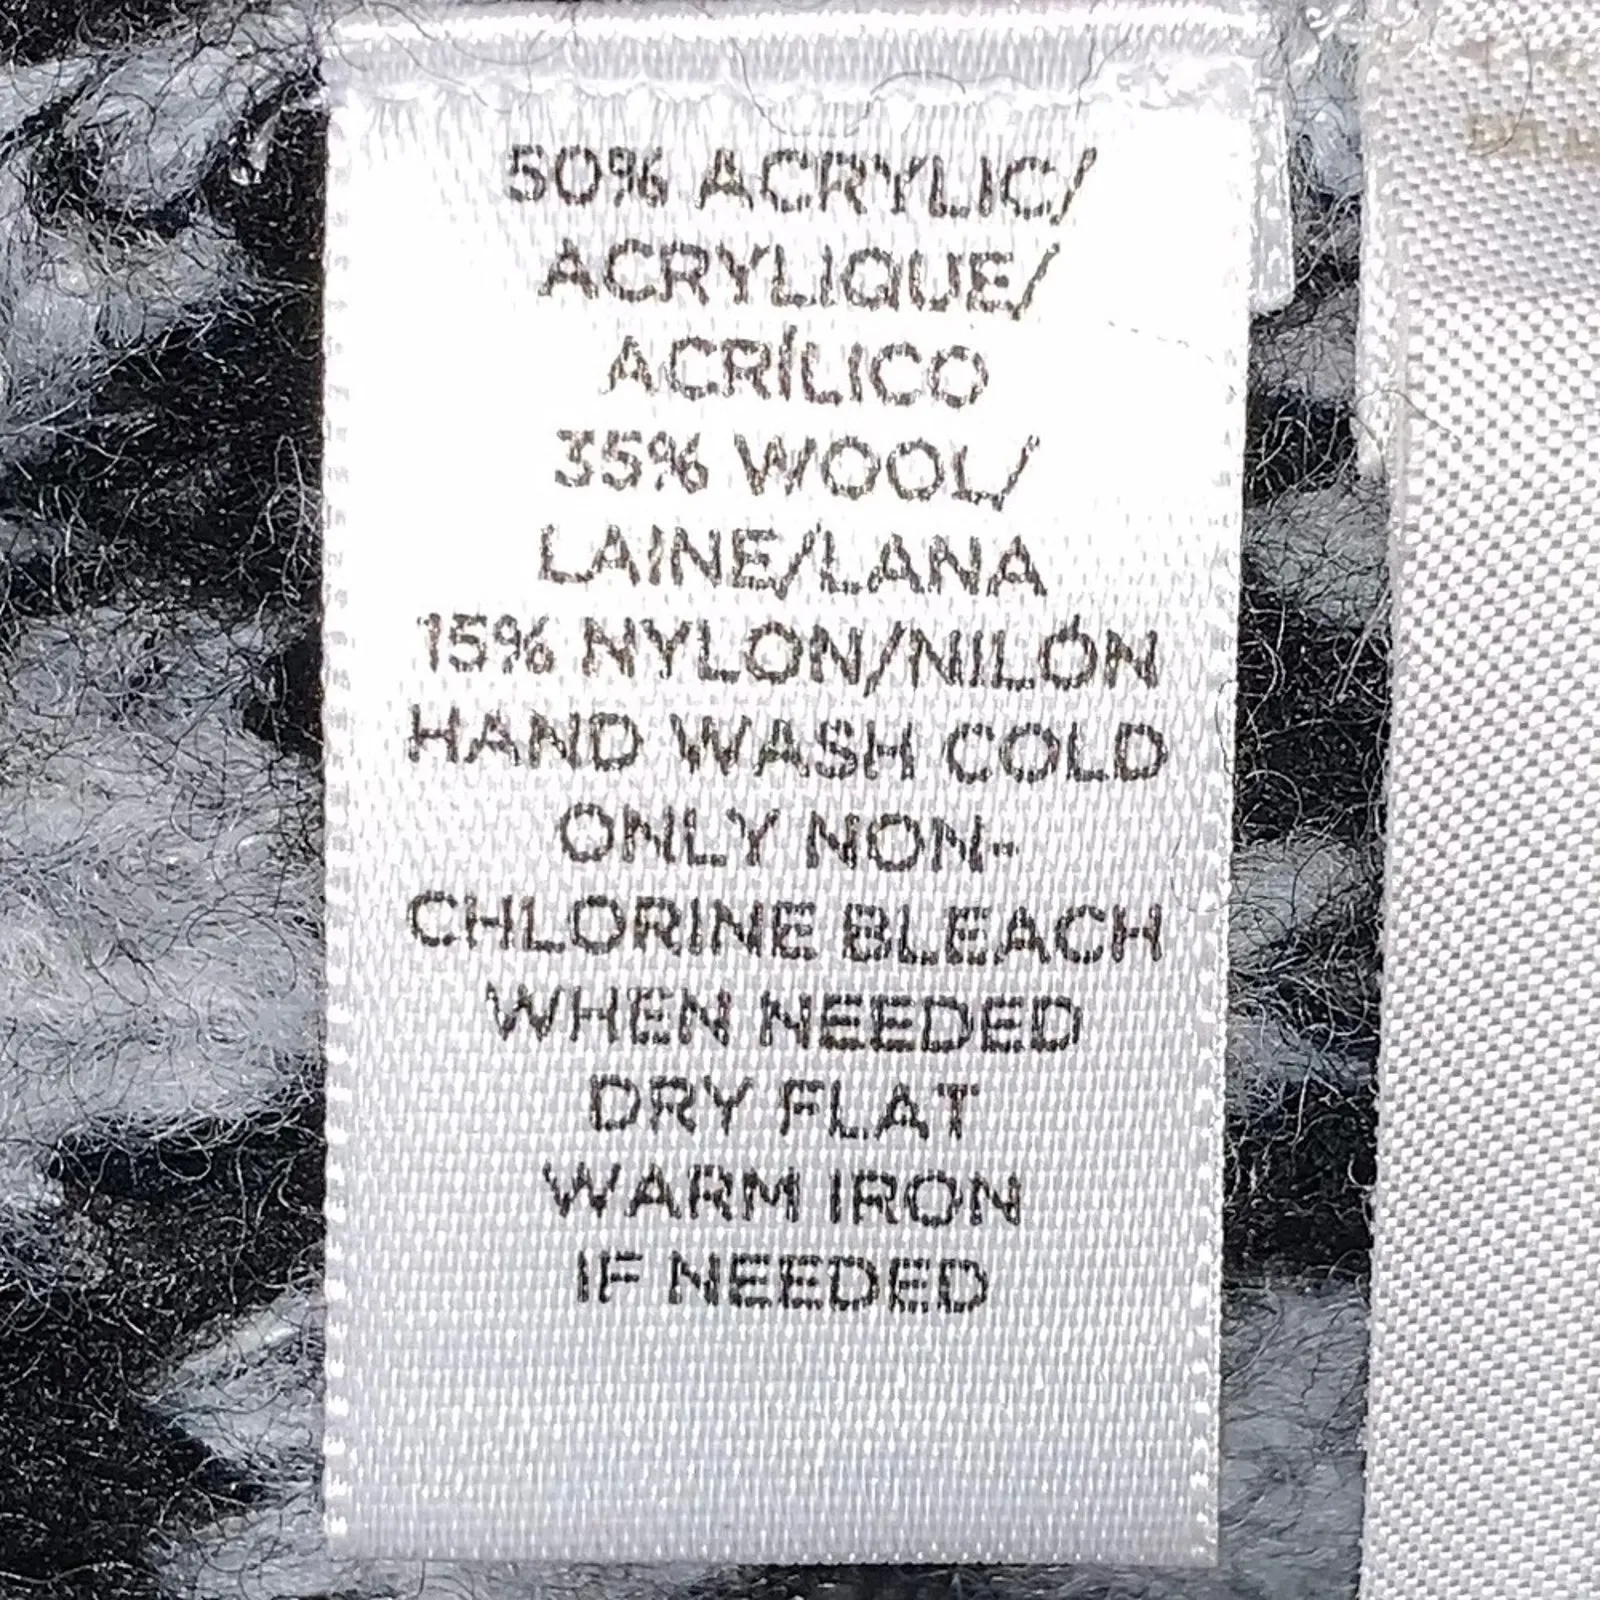 50% ACRYLIC/
ACRYLIQUE/
ACRÍLICO
35% WOOL/
LAINE/LANA
15% NYLON/NILÓN
HAND WASH COLD
ONLY NON-
CHLORINE BLEACH
WHEN NEEDED
DRY FLAT
WARM IRON
IF NEEDED